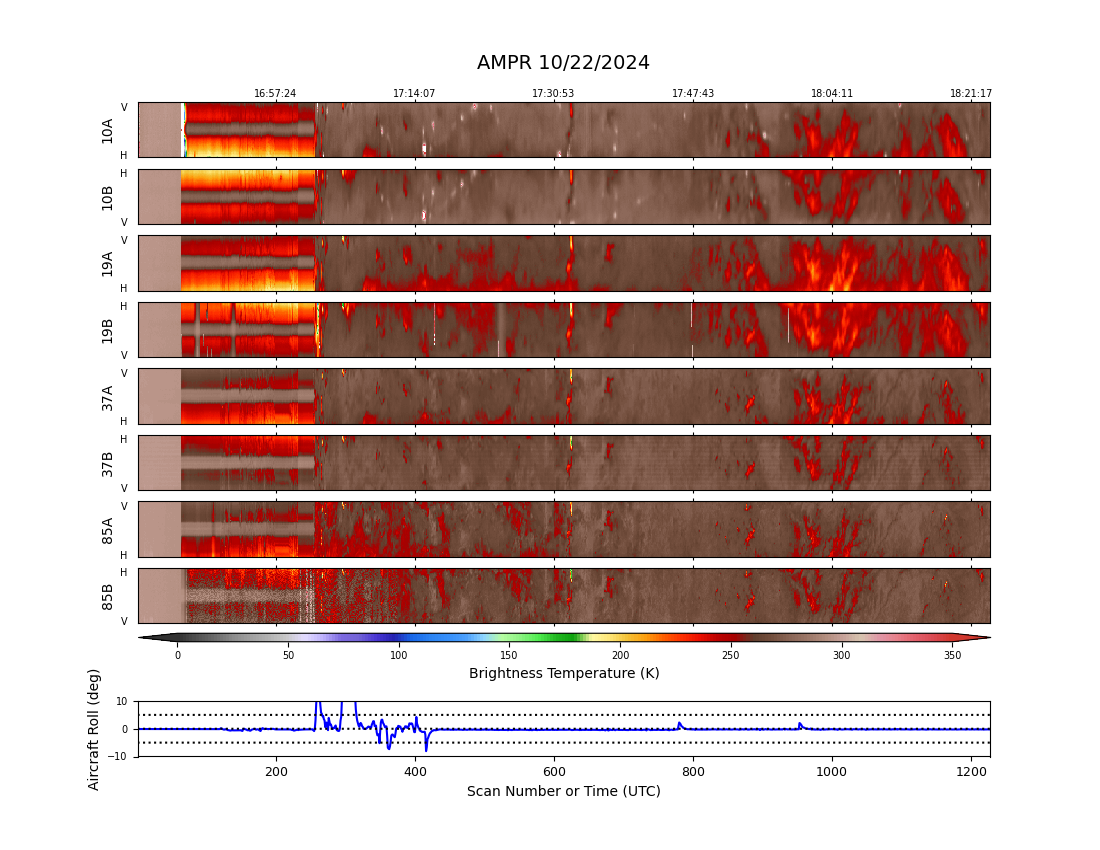 AMPR 10/22/2024
16:57:24 17:14:07 17:30:53 17:47:43 18:04:11 18:21:17
V
10A
H
H
10B
V
V
19A
H
H
19B
V
V
37A
H
H
37B
V
V
85A
H
H
85B
V
0 50 100 150 200 250 300 350
Brightness Temperature (K)
Aircraft Roll (deg)
10
0
−10
200 400 600 800 1000 1200
Scan Number or Time (UTC)